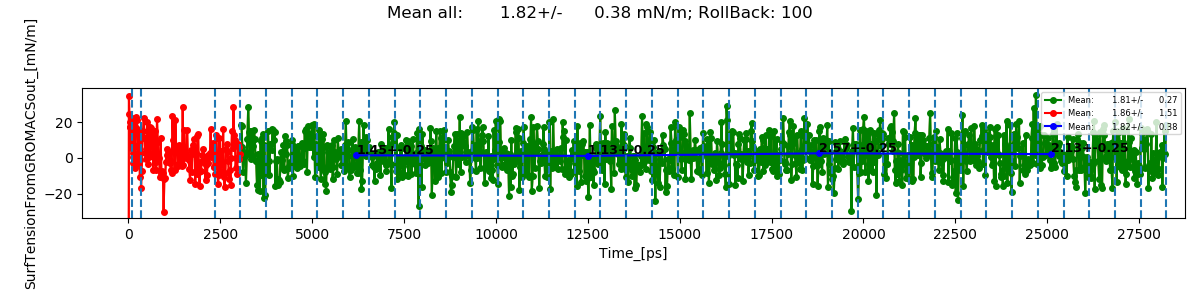 Mean all: 1.82+/- 0.38 mN/m; RollBack: 100
SurfTensionFromGROMACSout_[mN/m]
20
0
−20
Mean: 1.81+/- 0.27
Mean: 1.86+/- 1.51
Mean: 1.82+/- 0.38
1.45+-0.25
1.13+-0.25
2.57+-0.25
2.13+-0.25
0 2500 5000 7500 10000 12500 15000 17500 20000 22500 25000 27500
Time_[ps]